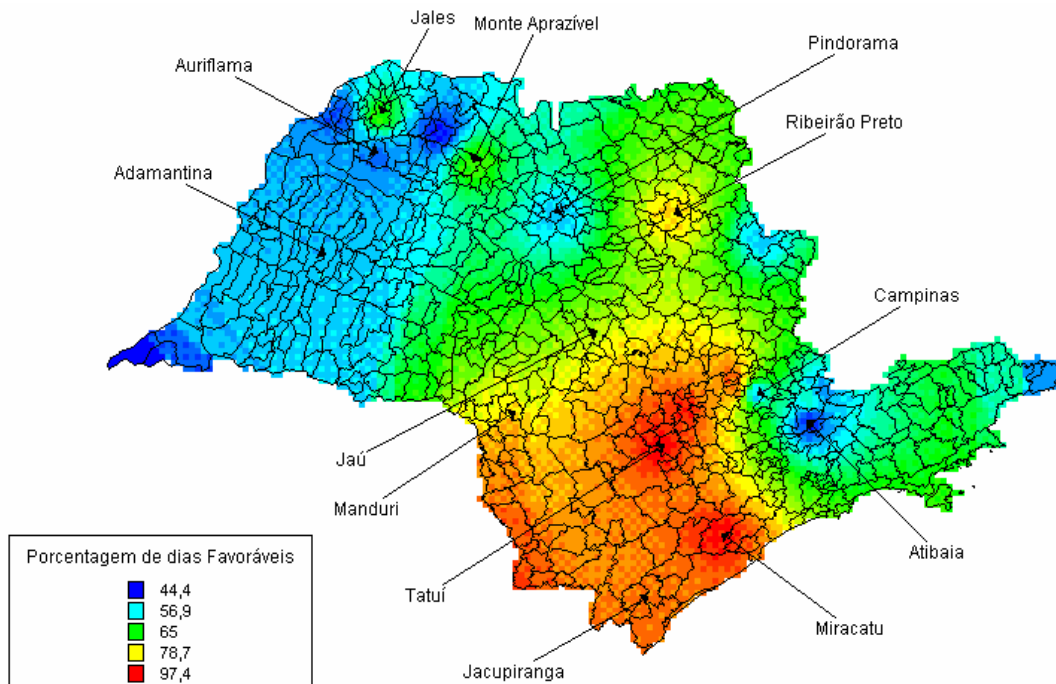 Jales
Monte Aprazível
Pindorama
Auriflama
Ribeirão Preto
Adamantina
Campinas
Jaú
Manduri
Atibaia
Tatuí
Miracatu
Jacupiranga
Porcentagem de dias Favoráveis
44,4
56,9
65
78,7
97,4